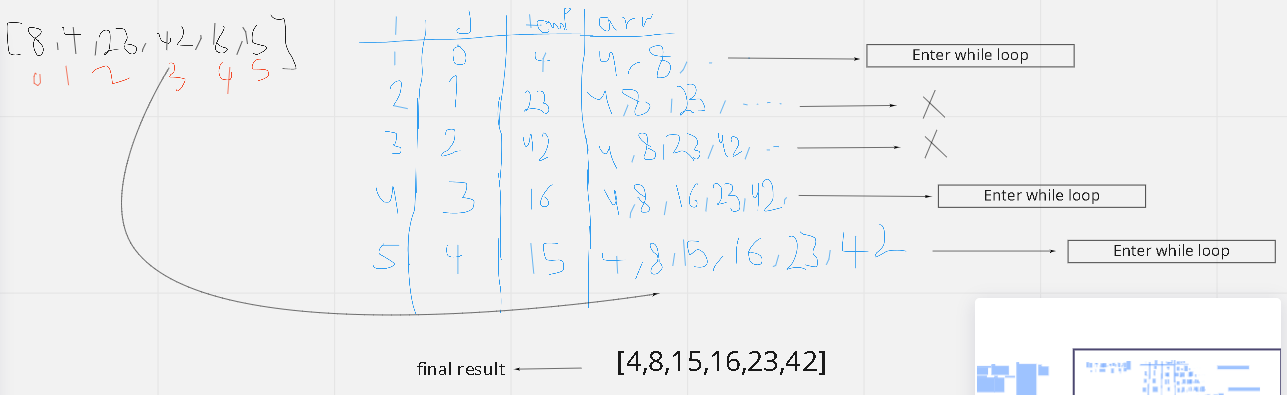 [8,4,23,42,16,15]
0 1 2 3 4 5
i j temp arr
1 0 4 4,8,.. Enter while loop
2 1 23 4,8,23,.... X
3 2 42 4,8,23,42,.. X
4 3 16 4,8,16,23,42, Enter while loop
5 4 15 4,8,15,16,23,42 Enter while loop
final result [4,8,15,16,23,42]